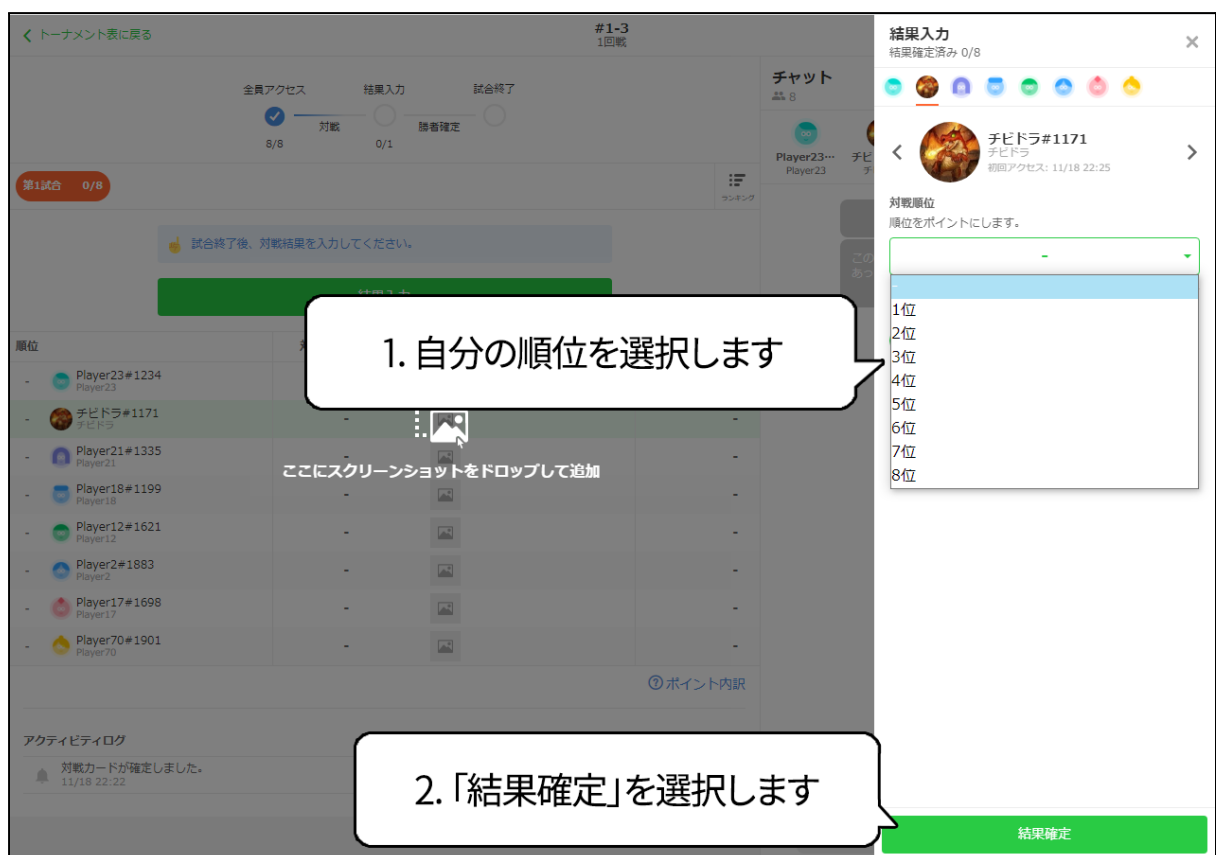 トーナメント表に戻る
#1-3
1回戦
全員アクセス
結果入力
試合終了
対戦
勝者確定
8/8
0/1
第1試合 0/8
ランキング
試合終了後、対戦結果を入力してください。
結果入力
順位
- Player23#1234
Player23
- チビドラ#1171 - -
チビドラ
- Player21#1335 -
Player21
ここにスクリーンショットをドロップして追加
- Player18#1199 - -
Player18
- Player12#1621 - -
Player12
- Player2#1883 - -
Player2
- Player17#1698 - -
Player17
- Player70#1901 - -
Player70
ポイント内訳
アクティビティログ
対戦カードが確定しました。
11/18 22:22
チャット
8
Player23… チビ
Player23
この
あっ
結果入力
結果確定済み 0/8
チビドラ#1171
チビドラ
初回アクセス: 11/18 22:25
対戦順位
順位をポイントにします。
-
-
1位
2位
3位
4位
5位
6位
7位
8位
1. 自分の順位を選択します
2.「結果確定」を選択します
結果確定